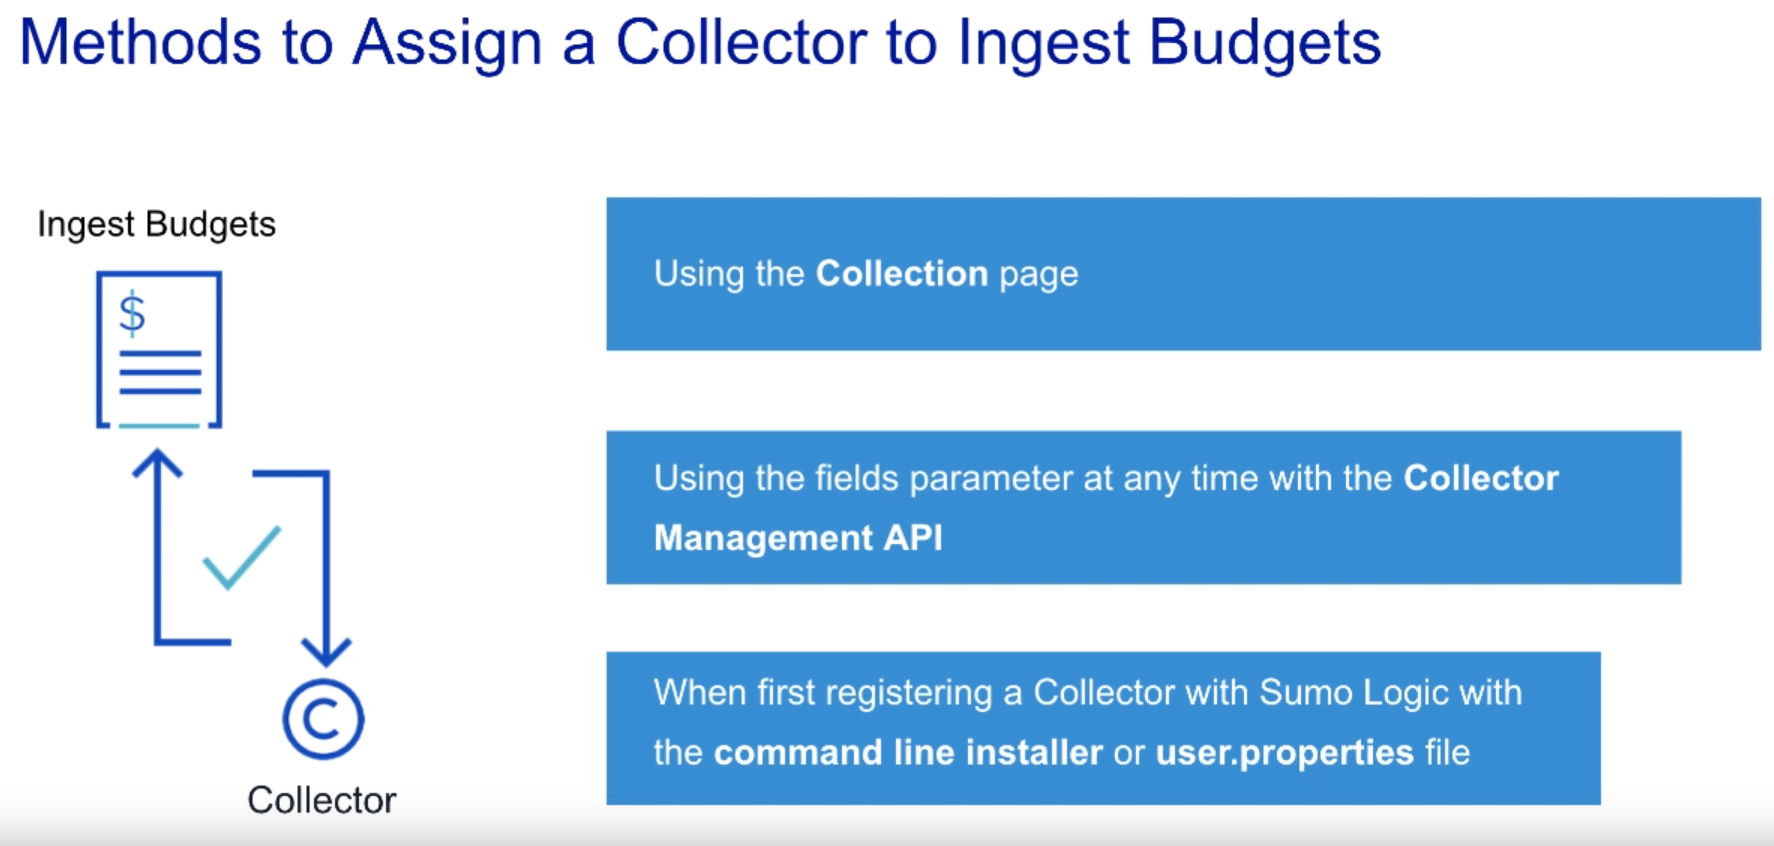 Methods to Assign a Collector to Ingest Budgets
Ingest Budgets
$
Using the Collection page
Using the fields parameter at any time with the Collector
Management API
When first registering a Collector with Sumo Logic with
the command line installer or user.properties file
C
Collector